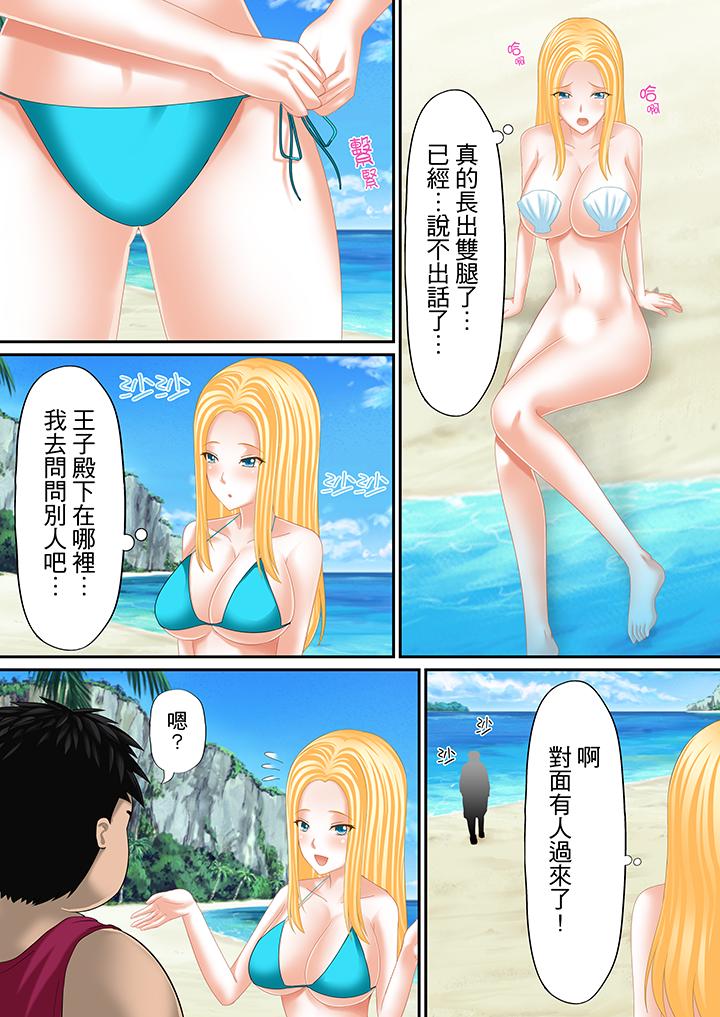 哈啊
哈啊
真的長出雙腿了…
已經…說不出話了…
繫緊
沙沙
沙沙
王子殿下在哪裡…
我去問問別人吧…
啊
對面有人過來了！
沙
沙
嗯？